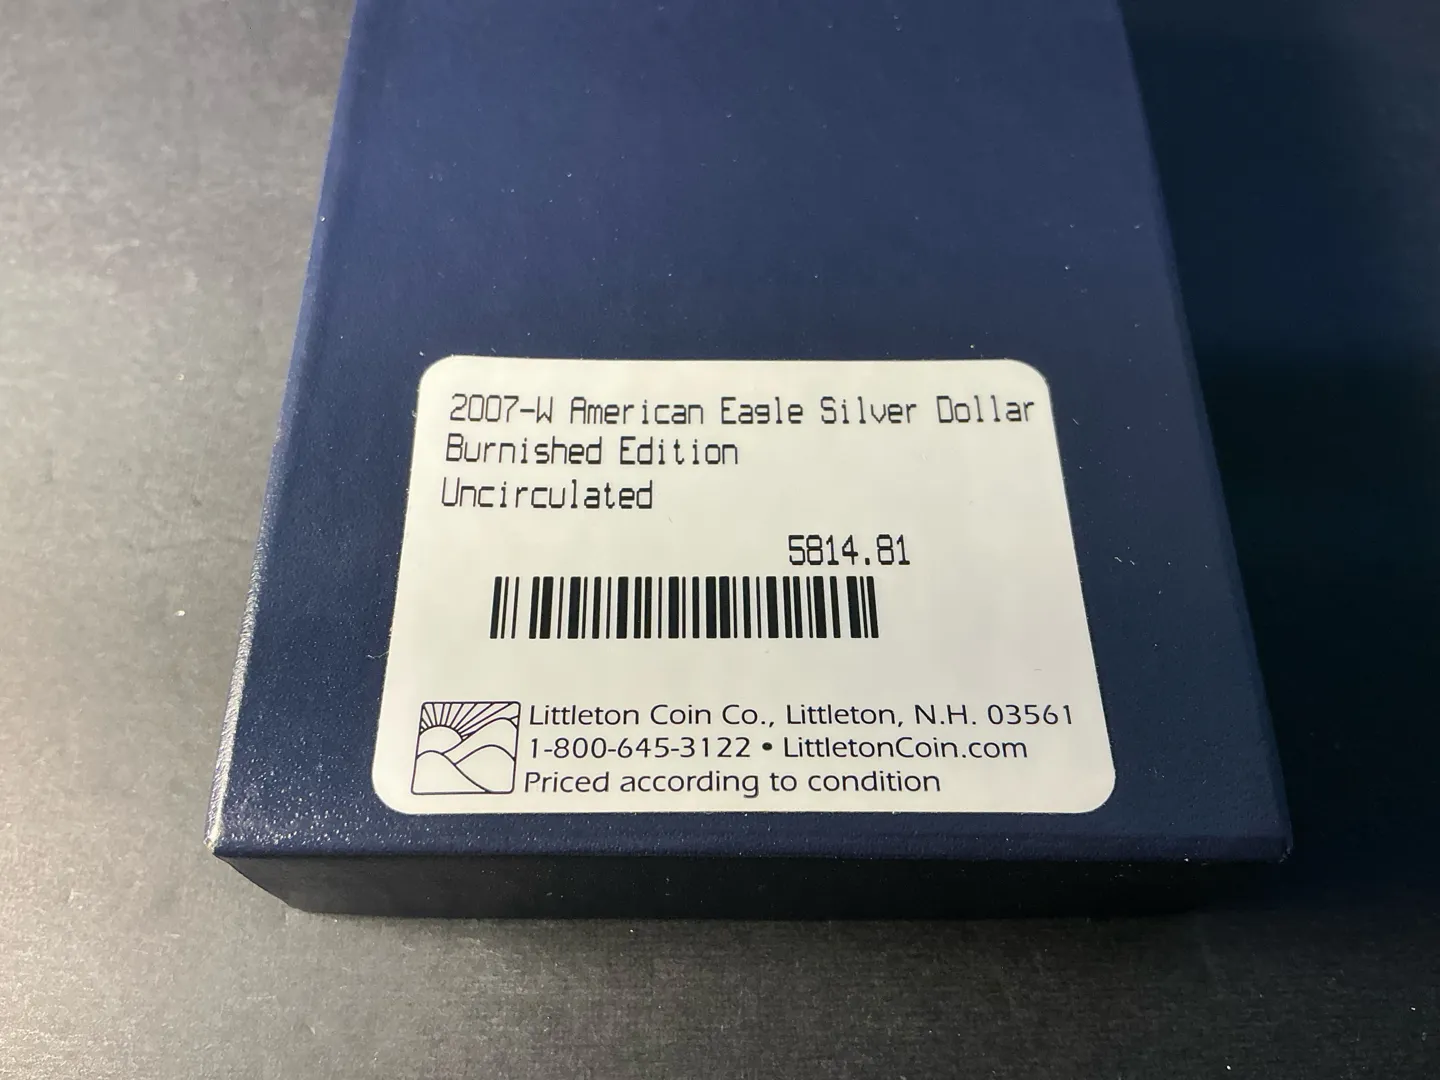 2007-W American Eagle Silver Dollar
Burnished Edition
Uncirculated
5814.81
Littleton Coin Co., Littleton, N.H. 03561
1-800-645-3122 • LittletonCoin.com
Priced according to condition